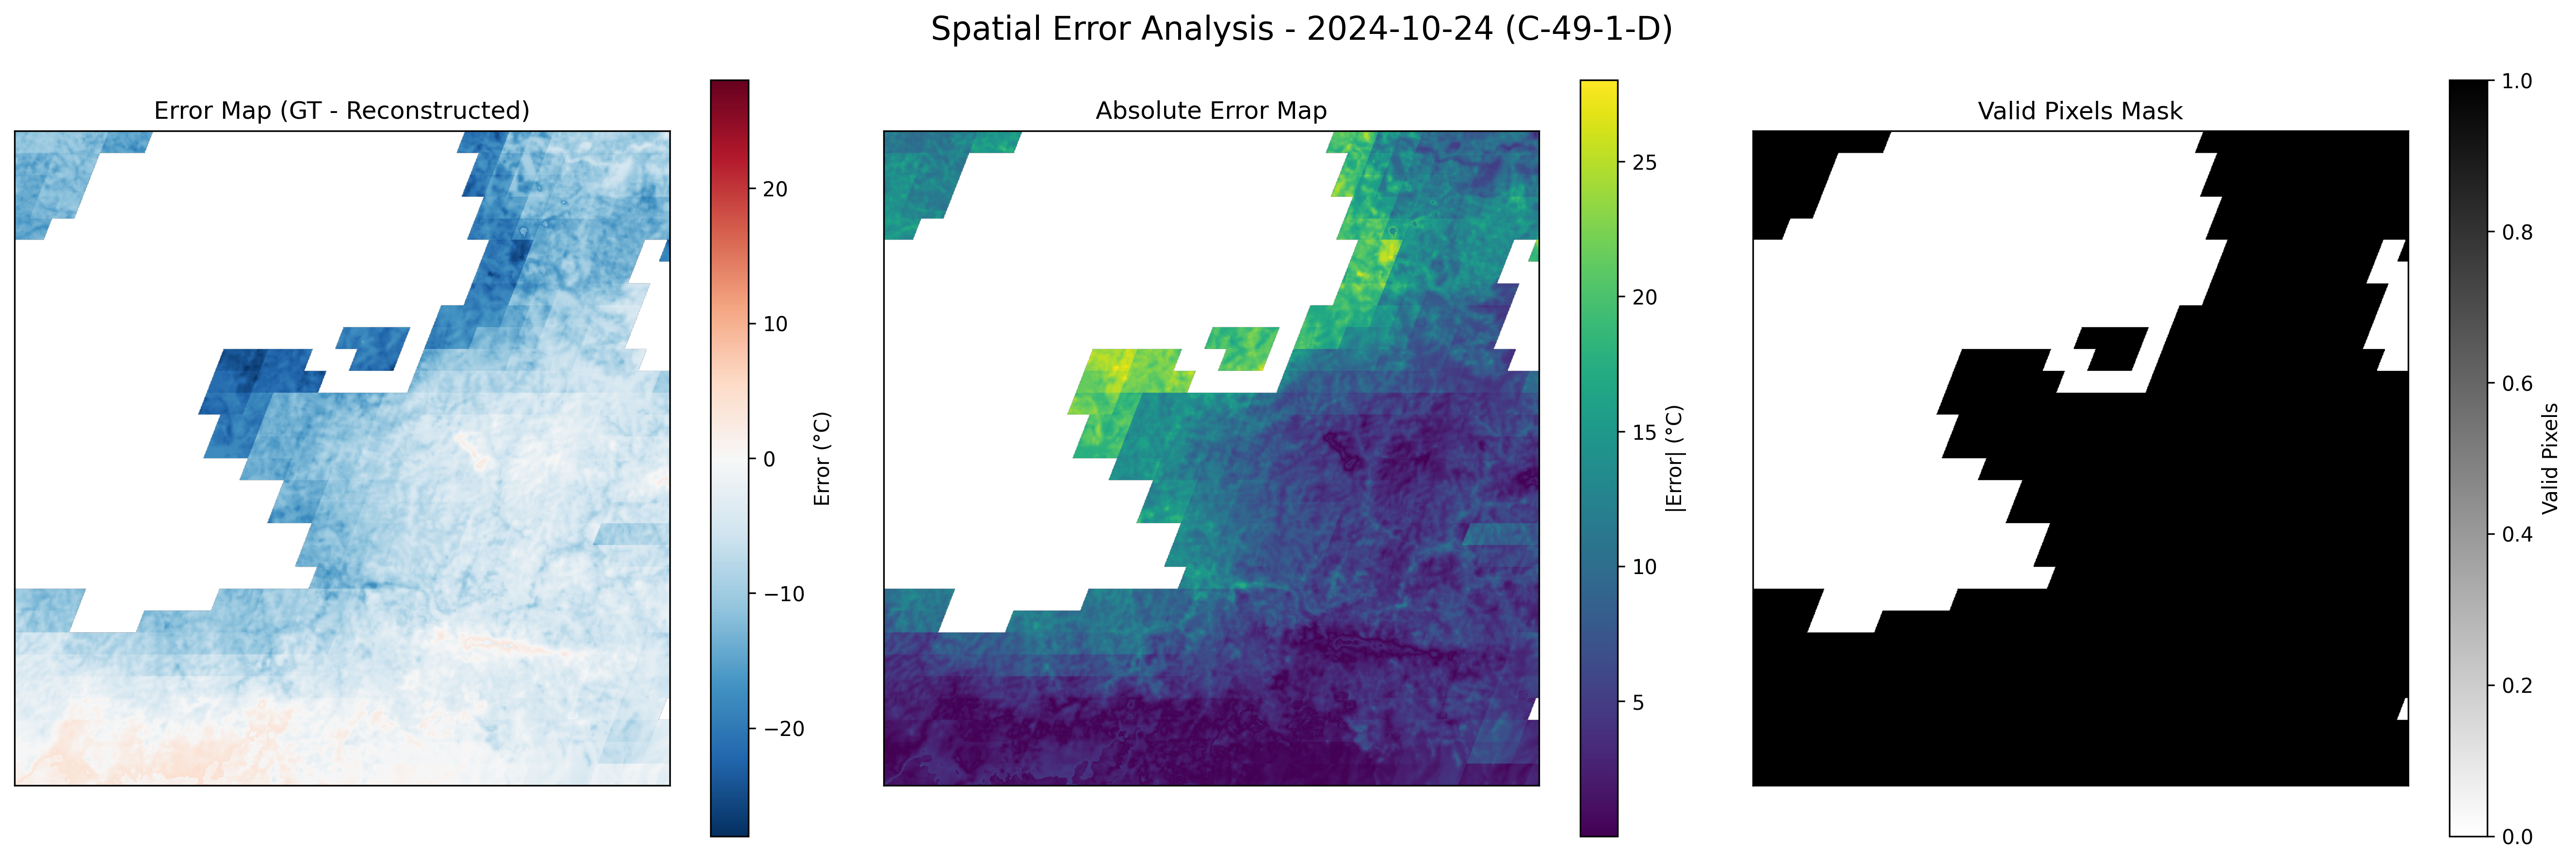 Spatial Error Analysis - 2024-10-24 (C-49-1-D)
Error Map (GT - Reconstructed)
20
10
0
−10
−20
Error (°C)
Absolute Error Map
25
20
15
10
5
|Error| (°C)
Valid Pixels Mask
1.0
0.8
0.6
0.4
0.2
0.0
Valid Pixels